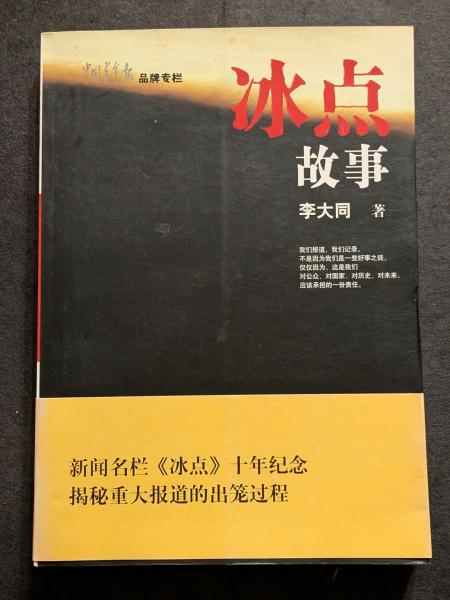 中国青年报 品牌专栏
冰点
故事
李大同 著
我们报道，我们记录，
不是因为我们是一些好事之徒，
仅仅因为，这是我们
对公众、对国家、对历史、对未来，
应该承担的一份责任。
新闻名栏《冰点》十年纪念
揭秘重大报道的出笼过程